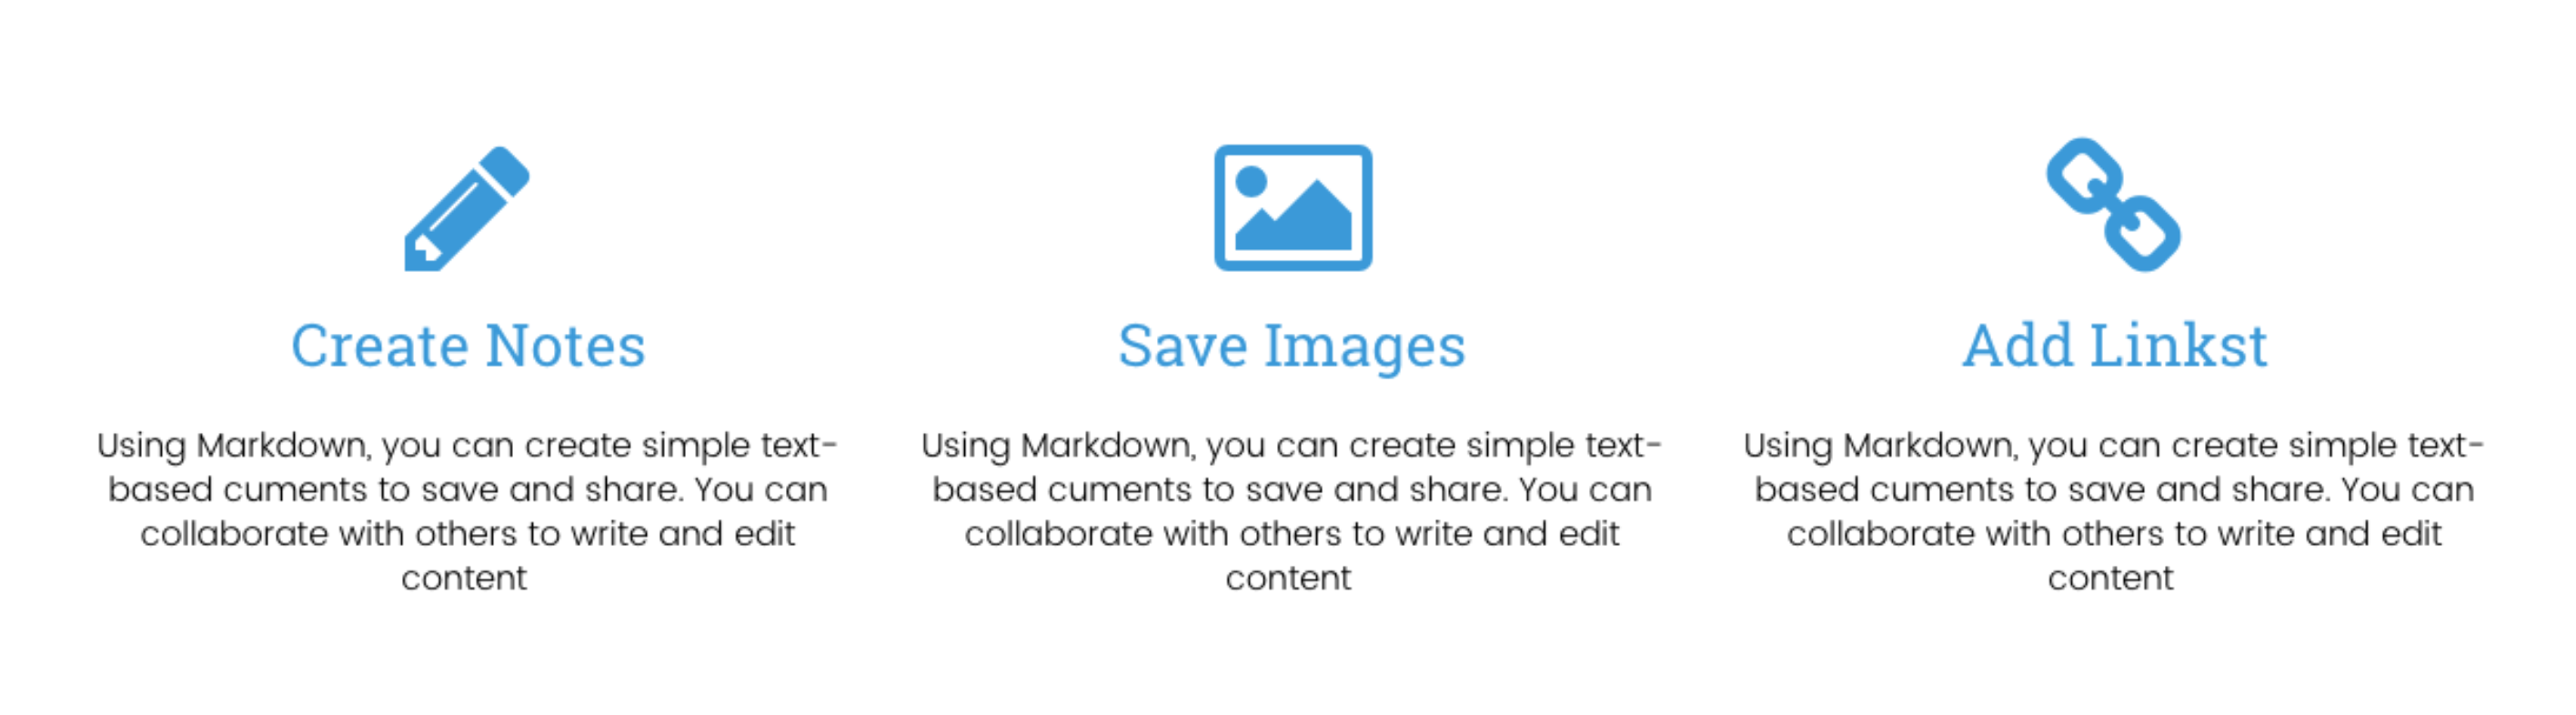 Create Notes
Using Markdown, you can create simple text-
based cuments to save and share. You can
collaborate with others to write and edit
content
Save Images
Using Markdown, you can create simple text-
based cuments to save and share. You can
collaborate with others to write and edit
content
Add Linkst
Using Markdown, you can create simple text-
based cuments to save and share. You can
collaborate with others to write and edit
content